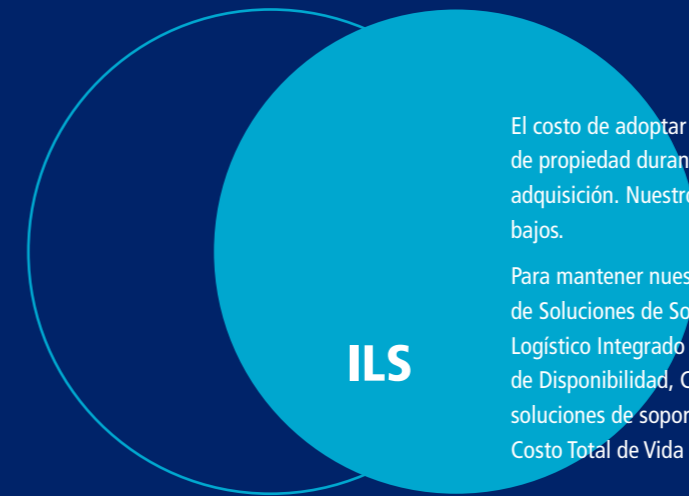 El costo de adoptar
de propiedad duran
adquisición. Nuestro
bajos.
Para mantener nues
de Soluciones de So
Logístico Integrado
de Disponibilidad, C
soluciones de sopor
Costo Total de Vida
ILS